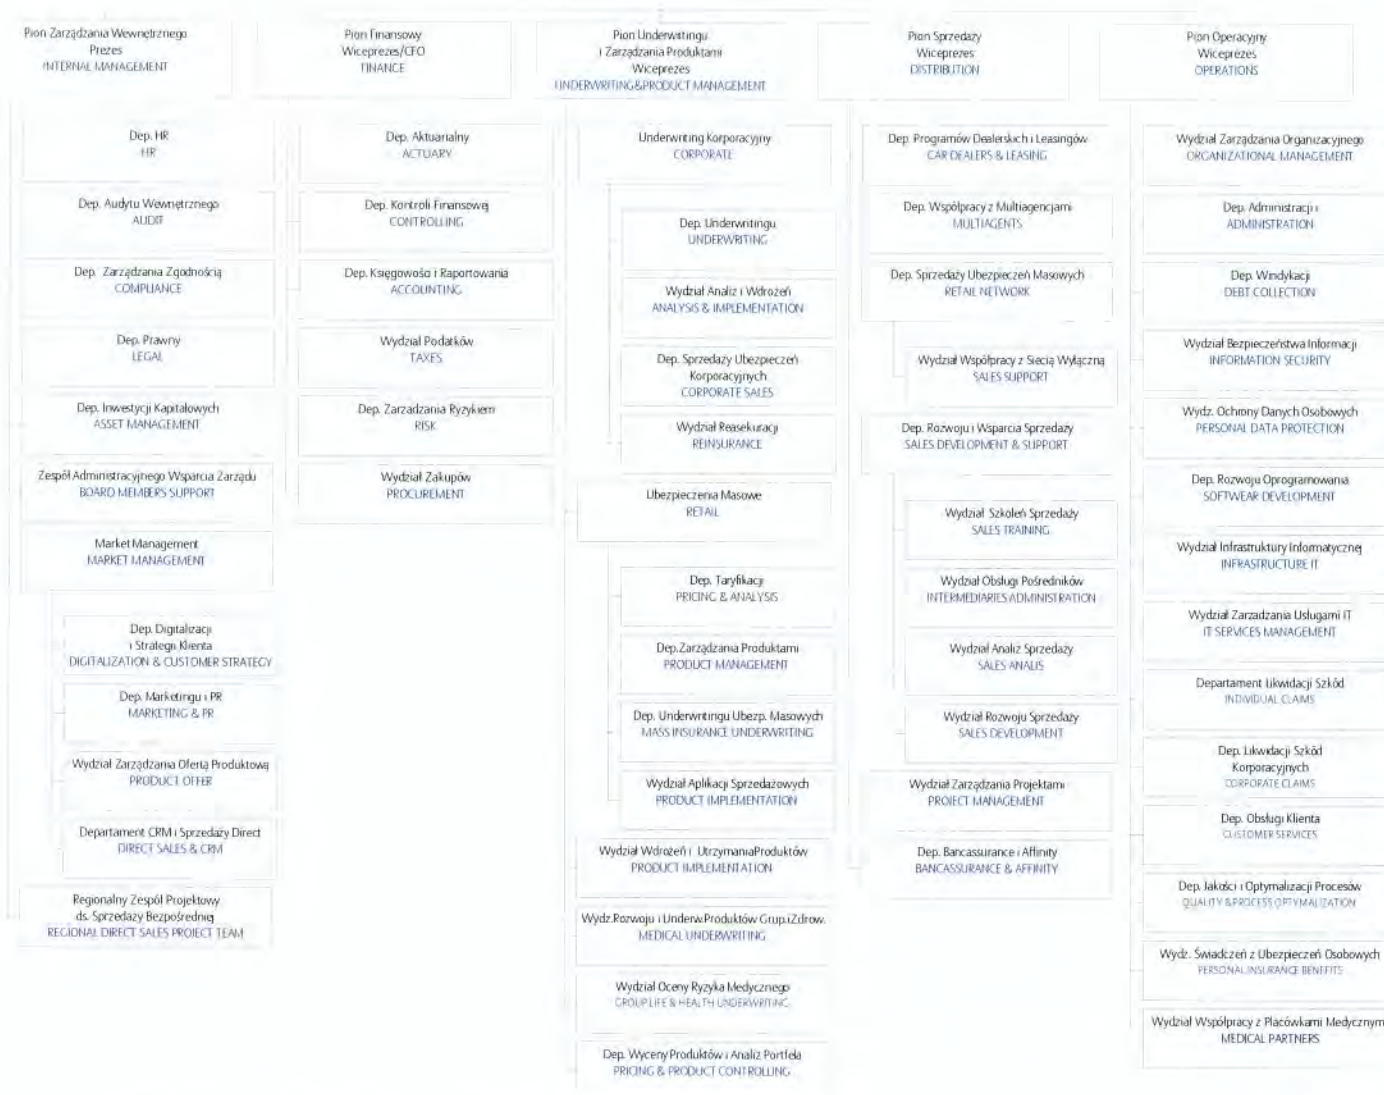 Pion Zarządzania Wewnętrznego
Prezes
INTERNAL MANAGEMENT
Dep. HR
HR
Dep. Audytu Wewnętrznego
AUDIT
Dep. Zarządzania Zgodnością
COMPLIANCE
Dep. Prawny
LEGAL
Dep. Inwestycji Kapitałowych
ASSET MANAGEMENT
Zespół Administracyjnego Wsparcia Zarządu
BOARD MEMBERS SUPPORT
Market Management
MARKET MANAGEMENT
Dep. Digitalizacji
i Strategii Klienta
DIGITALIZATION & CUSTOMER STRATEGY
Dep. Marketingu i PR
MARKETING & PR
Wydział Zarządzania Ofertą Produktową
PRODUCT OFFER
Departament CRM i Sprzedaży Direct
DIRECT SALES & CRM
Regionalny Zespół Projektowy
ds. Sprzedaży Bezpośredniej
REGIONAL DIRECT SALES PROJECT TEAM
Pion Finansowy
Wiceprezes/CFO
FINANCE
Dep. Aktuarialny
ACTUARY
Dep. Kontroli Finansowej
CONTROLLING
Dep. Księgowości i Raportowania
ACCOUNTING
Wydział Podatków
TAXES
Dep. Zarzadzania Ryzykiem
RISK
Wydział Zakupów
PROCUREMENT
Pion Underwritingu
i Zarządzania Produktami
Wiceprezes
UNDERWRITING&PRODUCT MANAGEMENT
Underwriting Korporacyjny
CORPORATE
Dep. Underwritingu
UNDERWRITING
Wydział Analiz i Wdrożeń
ANALYSIS & IMPLEMENTATION
Dep. Sprzedaży Ubezpieczeń
Korporacyjnych
CORPORATE SALES
Wydział Reasekuracji
REINSURANCE
Ubezpieczenia Masowe
RETAIL
Dep. Taryfikacji
PRICING & ANALYSIS
Dep.Zarządzania Produktami
PRODUCT MANAGEMENT
Dep. Underwritingu Ubezp. Masowych
MASS INSURANCE UNDERWRITING
Wydział Aplikacji Sprzedażowych
PRODUCT IMPLEMENTATION
Wydział Wdrożeń i UtrzymaniaProduktów
PRODUCT IMPLEMENTATION
Wydz.Rozwoju i Underw.Produktów Grup.iZdrow.
MEDICAL UNDERWRITING
Wydział Oceny Ryzyka Medycznego
GROUP LIFE & HEALTH UNDERWRITING
Dep. Wyceny Produktów i Analiz Portfela
PRICING & PRODUCT CONTROLLING
Pion Sprzedaży
Wiceprezes
DISTRIBUTION
Dep. Programów Dealerskich i Leasingów
CAR DEALERS & LEASING
Dep. Współpracy z Multiagencjami
MULTIAGENTS
Dep. Sprzedaży Ubezpieczeń Masowych
RETAIL NETWORK
Wydział Współpracy z Siecią Wyłączną
SALES SUPPORT
Dep. Rozwoju i Wsparcia Sprzedaży
SALES DEVELOPMENT & SUPPORT
Wydział Szkoleń Sprzedaży
SALES TRAINING
Wydział Obsługi Pośredników
INTERMEDIARIES ADMINISTRATION
Wydział Analiz Sprzedaży
SALES ANALIS
Wydział Rozwoju Sprzedaży
SALES DEVELOPMENT
Wydział Zarządzania Projektami
PROJECT MANAGEMENT
Dep. Bancassurance i Affinity
BANCASSURANCE & AFFINITY
Pion Operacyjny
Wiceprezes
OPERATIONS
Wydział Zarządzania Organizacyjnego
ORGANIZATIONAL MANAGEMENT
Dep. Administracji i
ADMINISTRATION
Dep. Windykacji
DEBT COLLECTION
Wydział Bezpieczeństwa Informacji
INFORMATION SECURITY
Wydz. Ochrony Danych Osobowych
PERSONAL DATA PROTECTION
Dep. Rozwoju Oprogramowania
SOFTWEAR DEVELOPMENT
Wydział Infrastruktury Informatycznej
INFRASTRUCTURE IT
Wydział Zarzadzania Usługami IT
IT SERVICES MANAGEMENT
Departament Likwidacji Szkód
INDIVIDUAL CLAIMS
Dep. Likwidacji Szkód
Korporacyjnych
CORPORATE CLAIMS
Dep. Obsługi Klienta
CUSTOMER SERVICES
Dep. Jakości i Optymalizacji Procesów
QUALITY & PROCESS OPTYMALIZATION
Wydz. Świadczeń z Ubezpieczeń Osobowych
PERSONAL INSURANCE BENEFITS
Wydział Współpracy z Placówkami Medycznym
MEDICAL PARTNERS